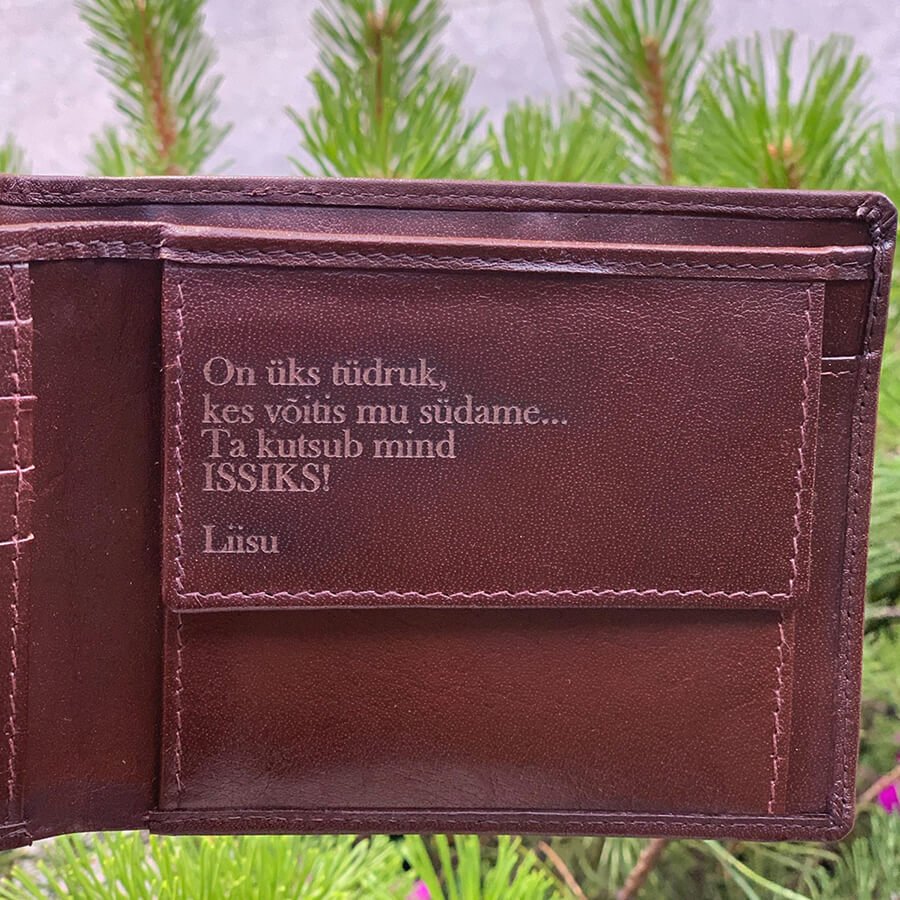 On üks tüdruk,
kes võitis mu südame...
Ta kutsub mind
ISSIKS!
Liisu